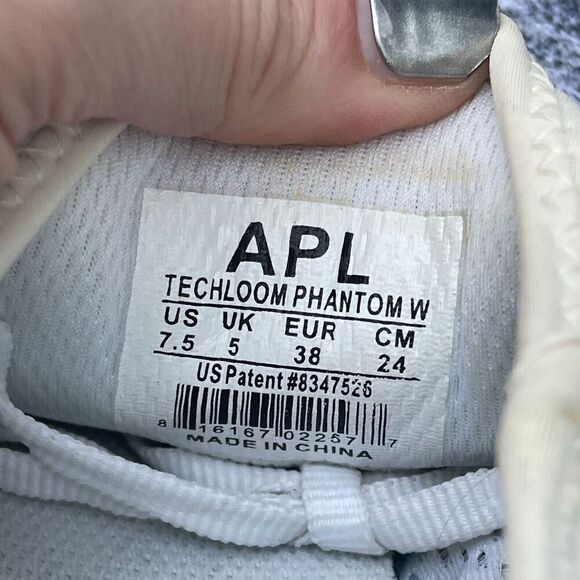 APL
TECHLOOM PHANTOM W
US UK EUR CM
7.5 5 38 24
US Patent #8347526
8 16167 02257 7
MADE IN CHINA